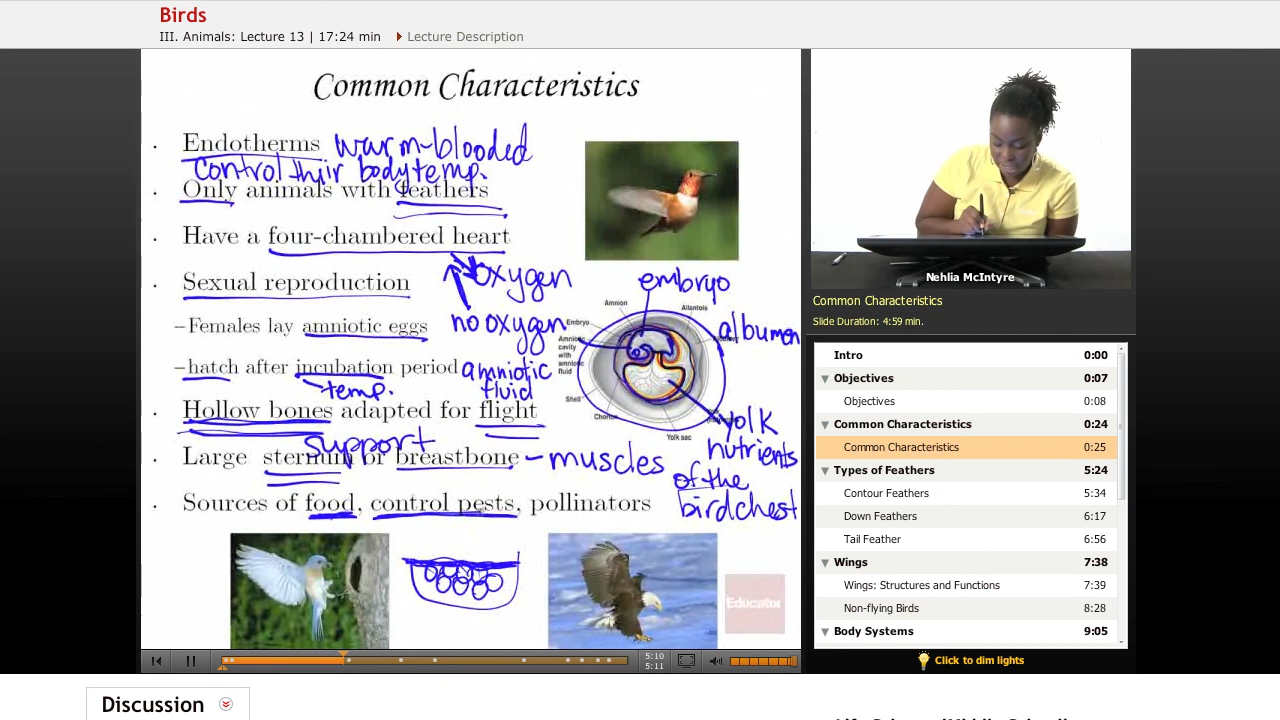 Birds
III. Animals: Lecture 13 | 17:24 min Lecture Description
Common Characteristics
Endotherms warm-blooded
control thir body temp.
Only animals with feathers
Have a four-chambered heart
oxygen
Sexual reproduction
no oxygen
–Females lay amniotic eggs
–hatch after incubation period
temp.
amniotic
fluid
Hollow bones adapted for flight
support
Large sternum or breastbone – muscles
of the
bird chest
Sources of food, control pests, pollinators
embryo
albumen
yolk
nutrients
Amnion
Allantois
Embryo
Amniotic
cavity
with
amniotic
fluid
Shell
Chorion
Yolk sac
Educator
5:10
5:11
Nehlia McIntyre
Common Characteristics
Slide Duration: 4:59 min.
Intro 0:00
Objectives 0:07
Objectives 0:08
Common Characteristics 0:24
Common Characteristics 0:25
Types of Feathers 5:24
Contour Feathers 5:34
Down Feathers 6:17
Tail Feather 6:56
Wings 7:38
Wings: Structures and Functions 7:39
Non-flying Birds 8:28
Body Systems 9:05
Click to dim lights
Discussion